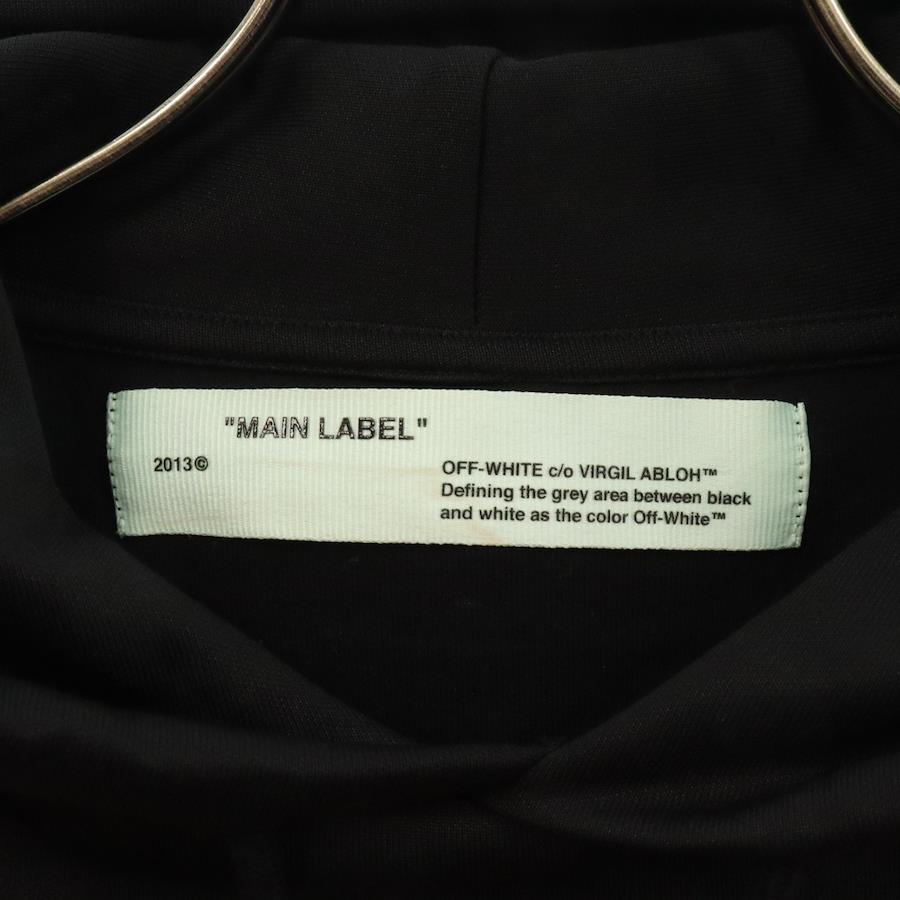 "MAIN LABEL"
2013©
OFF-WHITE c/o VIRGIL ABLOH™
Defining the grey area between black
and white as the color Off-White™